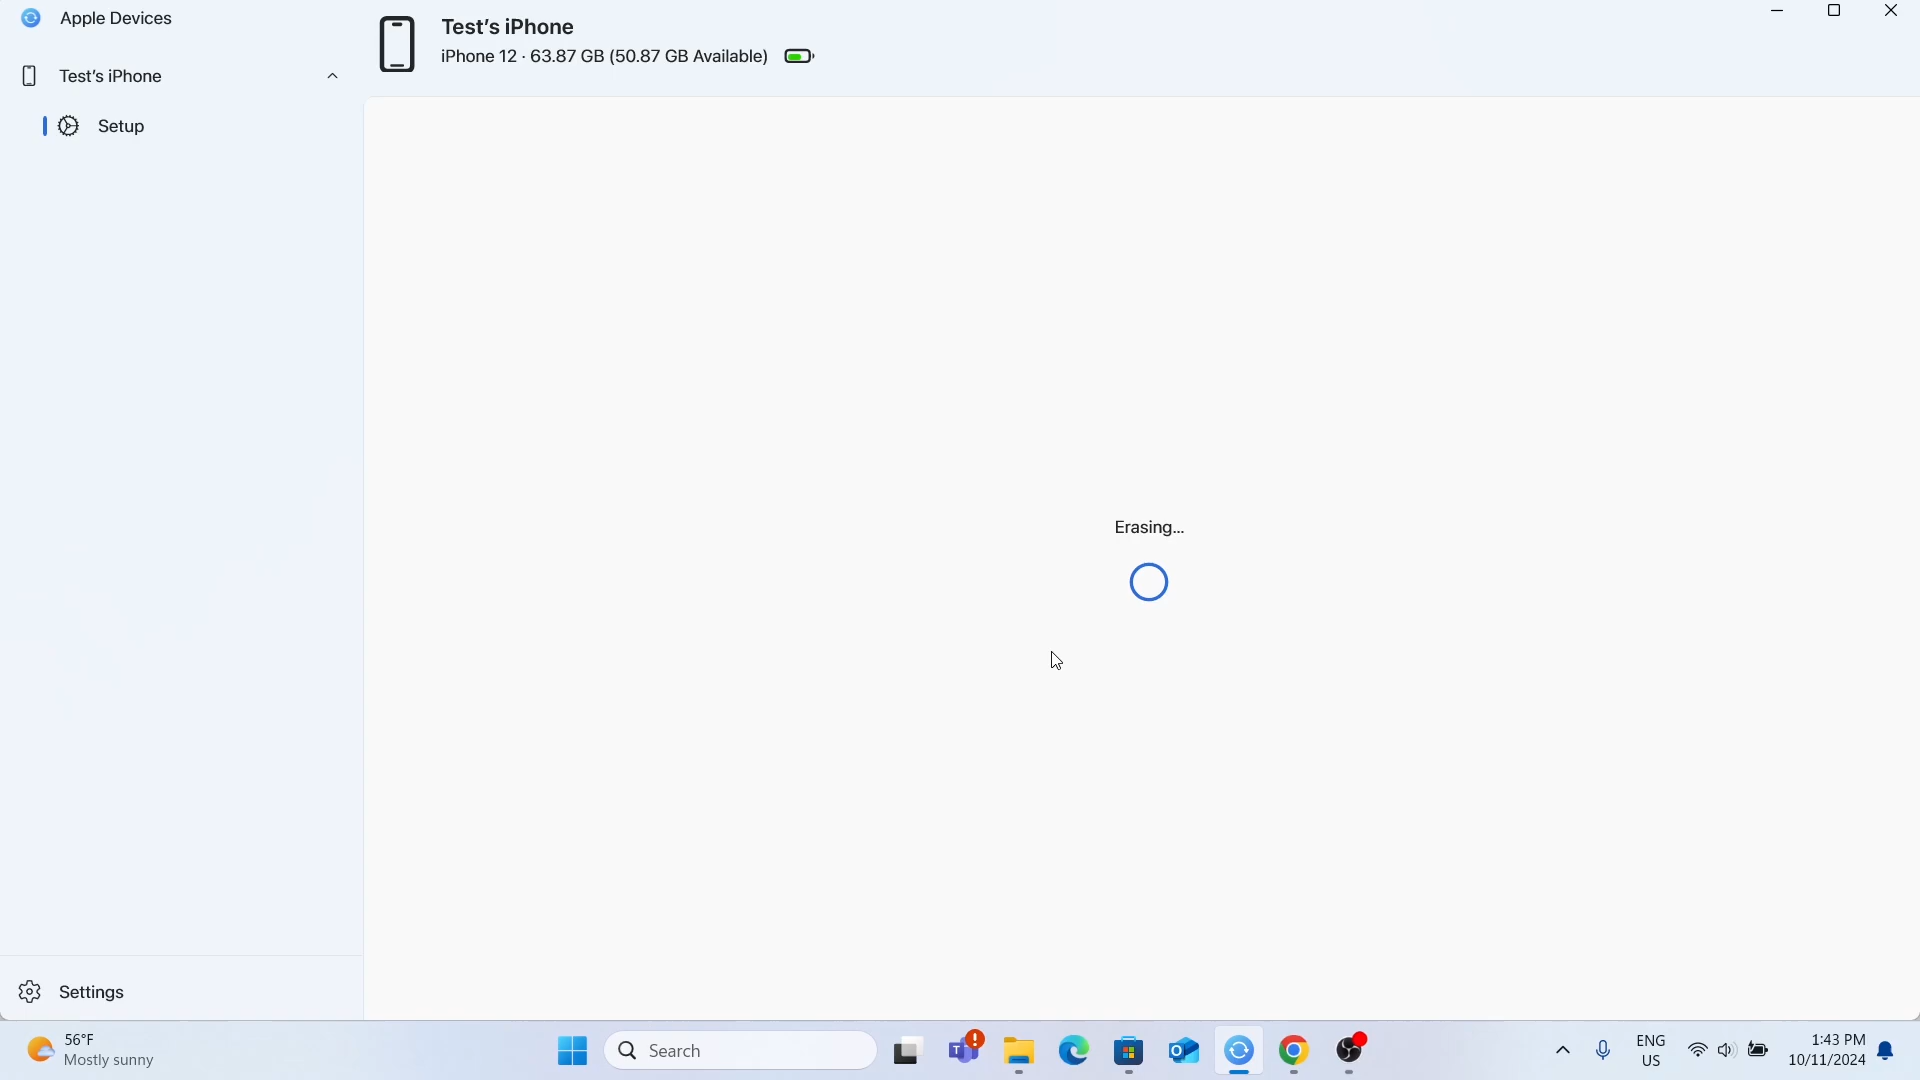 Apple Devices
Test's iPhone
Setup
Test's iPhone
iPhone 12 · 63.87 GB (50.87 GB Available)
Erasing...
Settings
56°F
Mostly sunny
Search
ENG
US
1:43 PM
10/11/2024